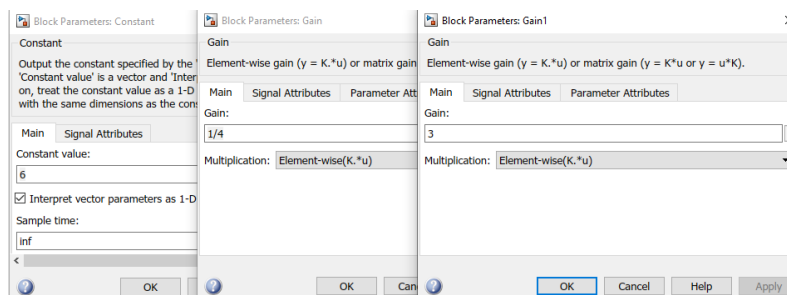 Block Parameters: Constant
Constant
Output the constant specified by the
'Constant value' is a vector and 'Inter
on, treat the constant value as a 1-D
with the same dimensions as the cons
Main Signal Attributes
Constant value:
6
Interpret vector parameters as 1-D
Sample time:
inf
OK
Block Parameters: Gain
Gain
Element-wise gain (y = K.*u) or matrix gain
Main Signal Attributes Parameter Att
Gain:
1/4
Multiplication: Element-wise(K.*u)
OK Can
Block Parameters: Gain1
Gain
Element-wise gain (y = K.*u) or matrix gain (y = K*u or y = u*K).
Main Signal Attributes Parameter Attributes
Gain:
3
Multiplication: Element-wise(K.*u)
OK Cancel Help Apply